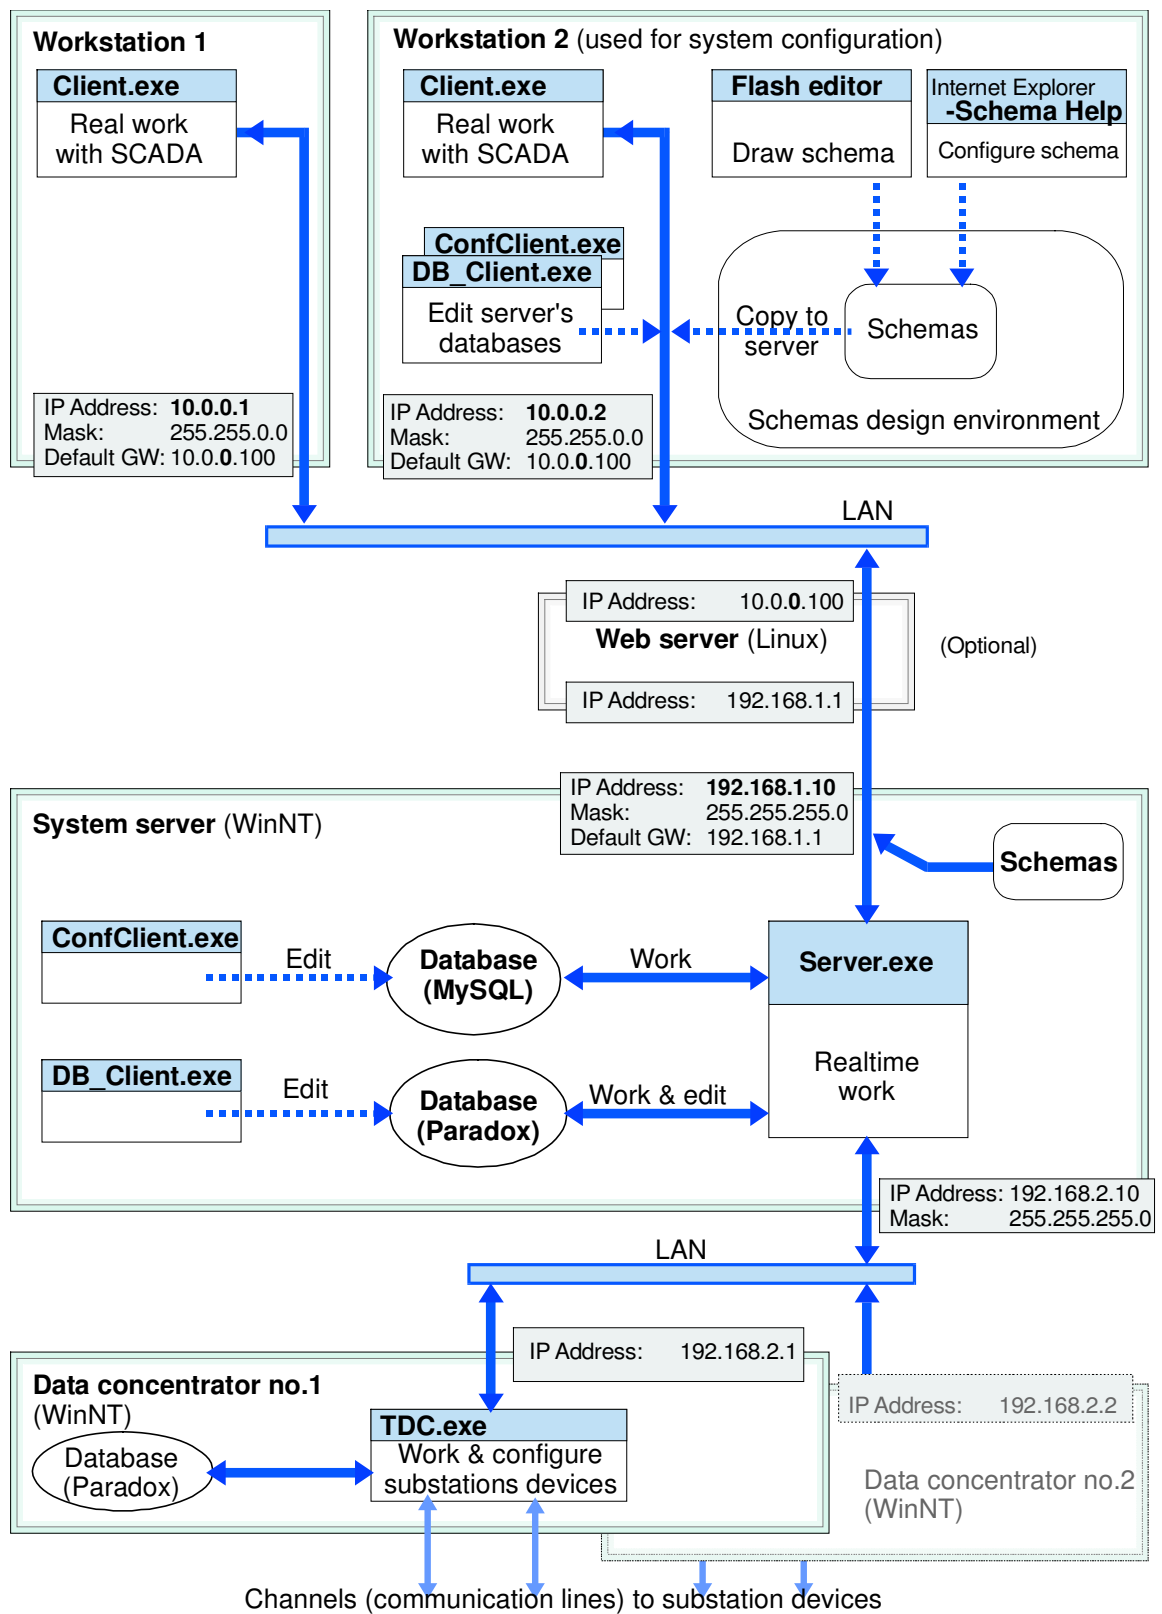 Workstation 1
Client.exe
Real work
with SCADA
IP Address: 10.0.0.1
Mask: 255.255.0.0
Default GW: 10.0.0.100
Workstation 2 (used for system configuration)
Client.exe
Real work
with SCADA
Flash editor
Draw schema
Internet Explorer
-Schema Help
Configure schema
ConfClient.exe
DB_Client.exe
Edit server's
databases
Copy to
server
Schemas
Schemas design environment
IP Address: 10.0.0.2
Mask: 255.255.0.0
Default GW: 10.0.0.100
LAN
IP Address: 10.0.0.100
Web server (Linux)
(Optional)
IP Address: 192.168.1.1
IP Address: 192.168.1.10
Mask: 255.255.255.0
Default GW: 192.168.1.1
System server (WinNT)
Schemas
ConfClient.exe
Edit
Database
(MySQL)
Work
Server.exe
Realtime
work
DB_Client.exe
Edit
Database
(Paradox)
Work & edit
IP Address: 192.168.2.10
Mask: 255.255.255.0
LAN
IP Address: 192.168.2.1
Data concentrator no.1
(WinNT)
Database
(Paradox)
TDC.exe
Work & configure
substations devices
IP Address: 192.168.2.2
Data concentrator no.2
(WinNT)
Channels (communication lines) to substation devices